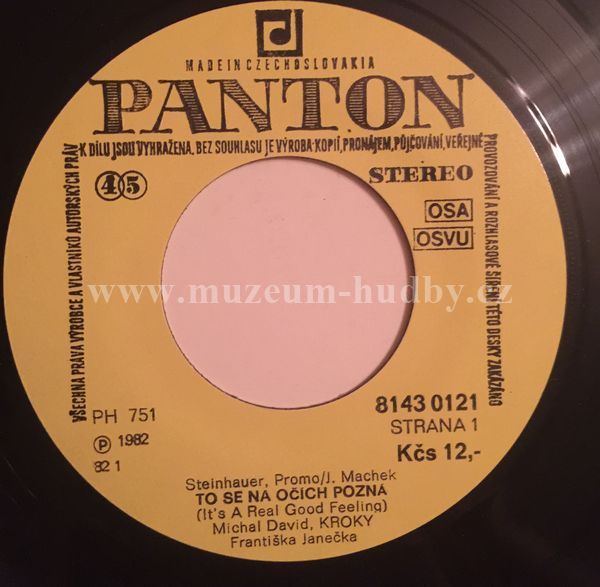 MADE IN CZECHOSLOVAKIA
PANTON
VŠECHNA PRÁVA VÝROBCE A VLASTNÍKŮ AUTORSKÝCH PRÁV
K DÍLU JSOU VYHRAŽENA. BEZ SOUHLASU JE VÝROBA KOPIÍ, PRONÁJEM, PŮJČOVÁNÍ, VEŘEJNÉ
PROVOZOVÁNÍ A ROZHLASOVÉ ŠÍŘENÍ TÉTO DESKY ZAKÁZÁNO
45
STEREO
OSA
OSVU
www.muzeum-hudby.cz
PH 751
8143 0121
STRANA 1
℗ 1982
Kčs 12,-
82 1
Steinhauer, Promo/J. Machek
TO SE NA OČÍCH POZNÁ
(It's A Real Good Feeling)
Michal David, KROKY
Františka Janečka